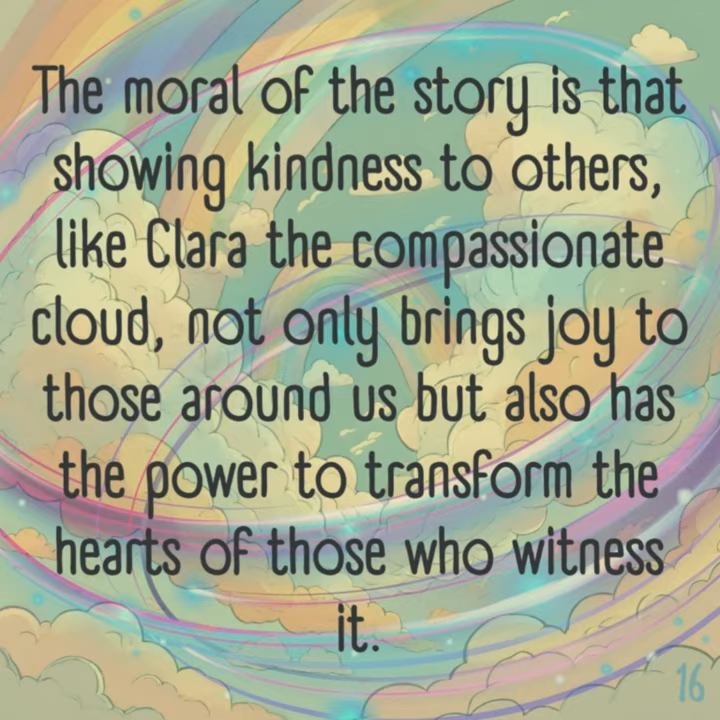 The moral of the story is that
showing kindness to others,
like Clara the compassionate
cloud, not only brings joy to
those around us but also has
the power to transform the
hearts of those who witness
it.
16